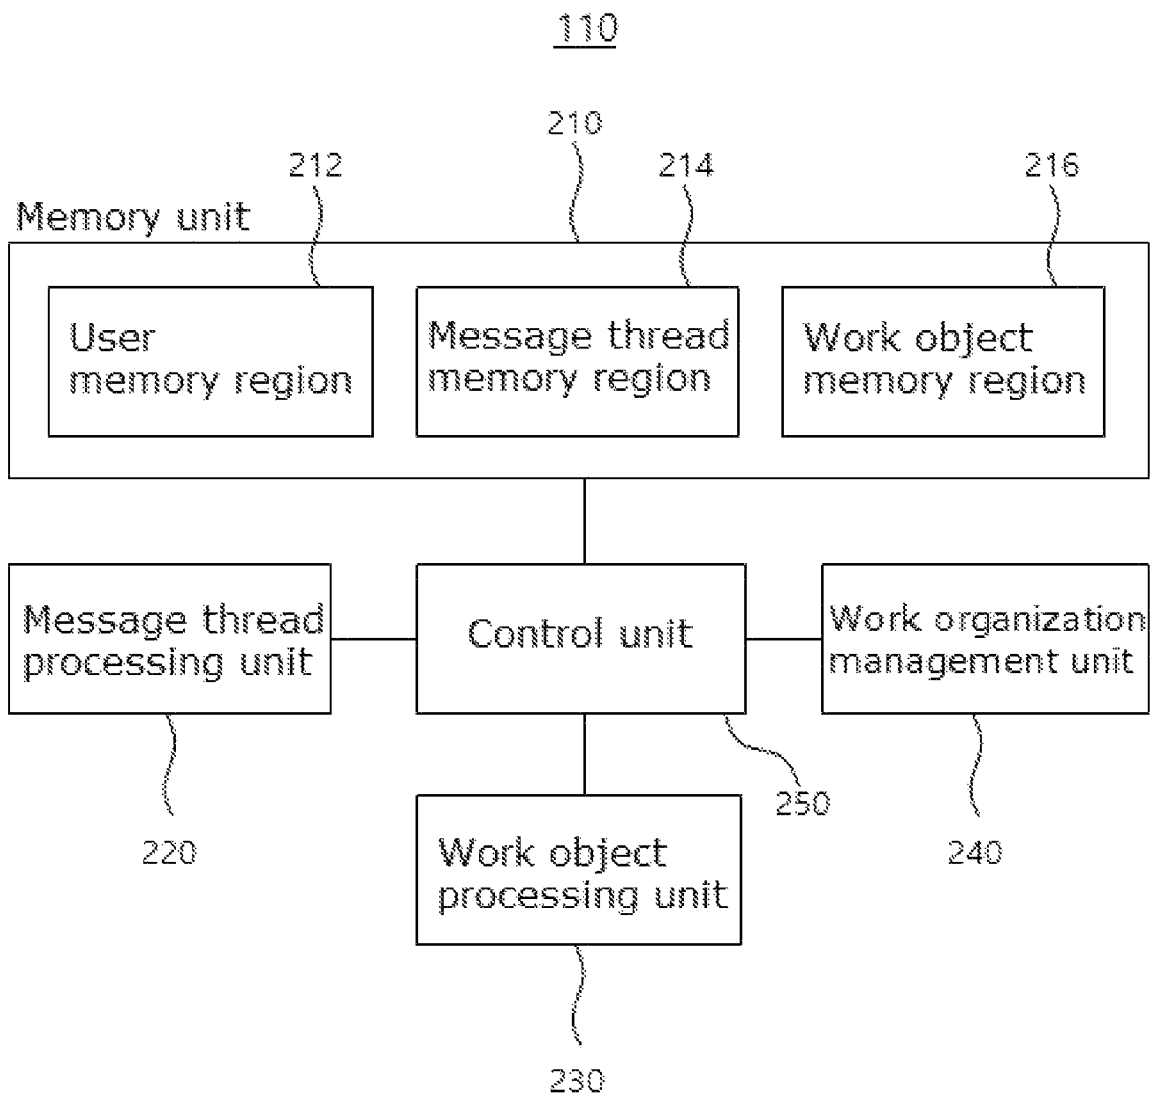 110
210
212
214
216
Memory unit
User
memory region
Message thread
memory region
Work object
memory region
Message thread
processing unit
Control unit
Work organization
management unit
250
220
240
Work object
processing unit
230